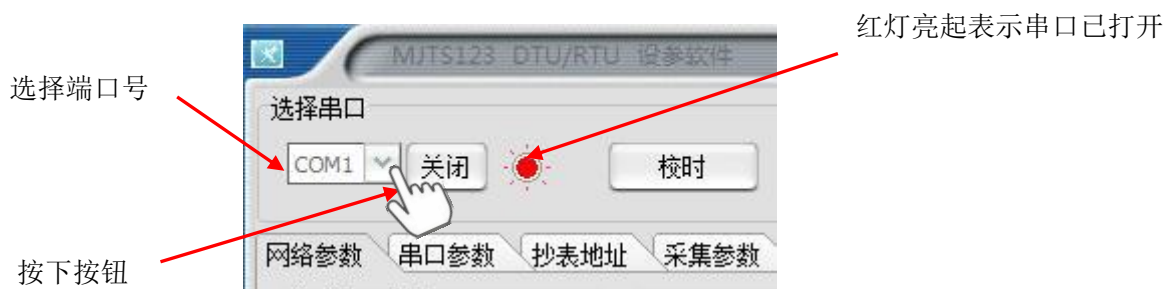 红灯亮起表示串口已打开
MJTS123 DTU/RTU 设参软件
选择端口号
选择串口
COM1 关闭 校时
网络参数 串口参数 抄表地址 采集参数
按下按钮